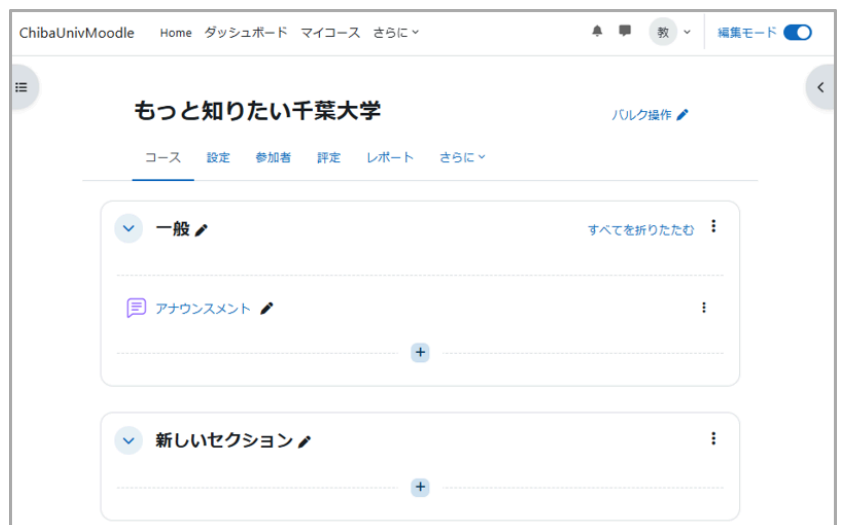 ChibaUnivMoodle Home ダッシュボード マイコース さらに 教 編集モード
もっと知りたい千葉大学 バルク操作
コース 設定 参加者 評定 レポート さらに
一般 すべてを折りたたむ
アナウンスメント
新しいセクション